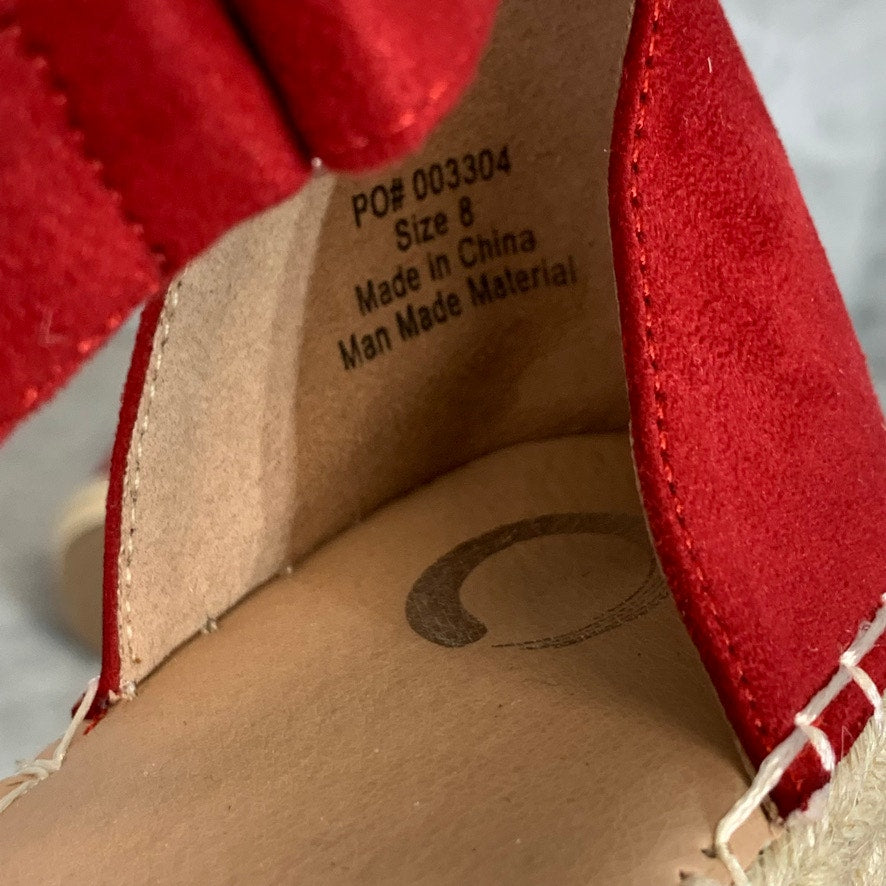 PO# 003304
Size 8
Made in China
Man Made Material